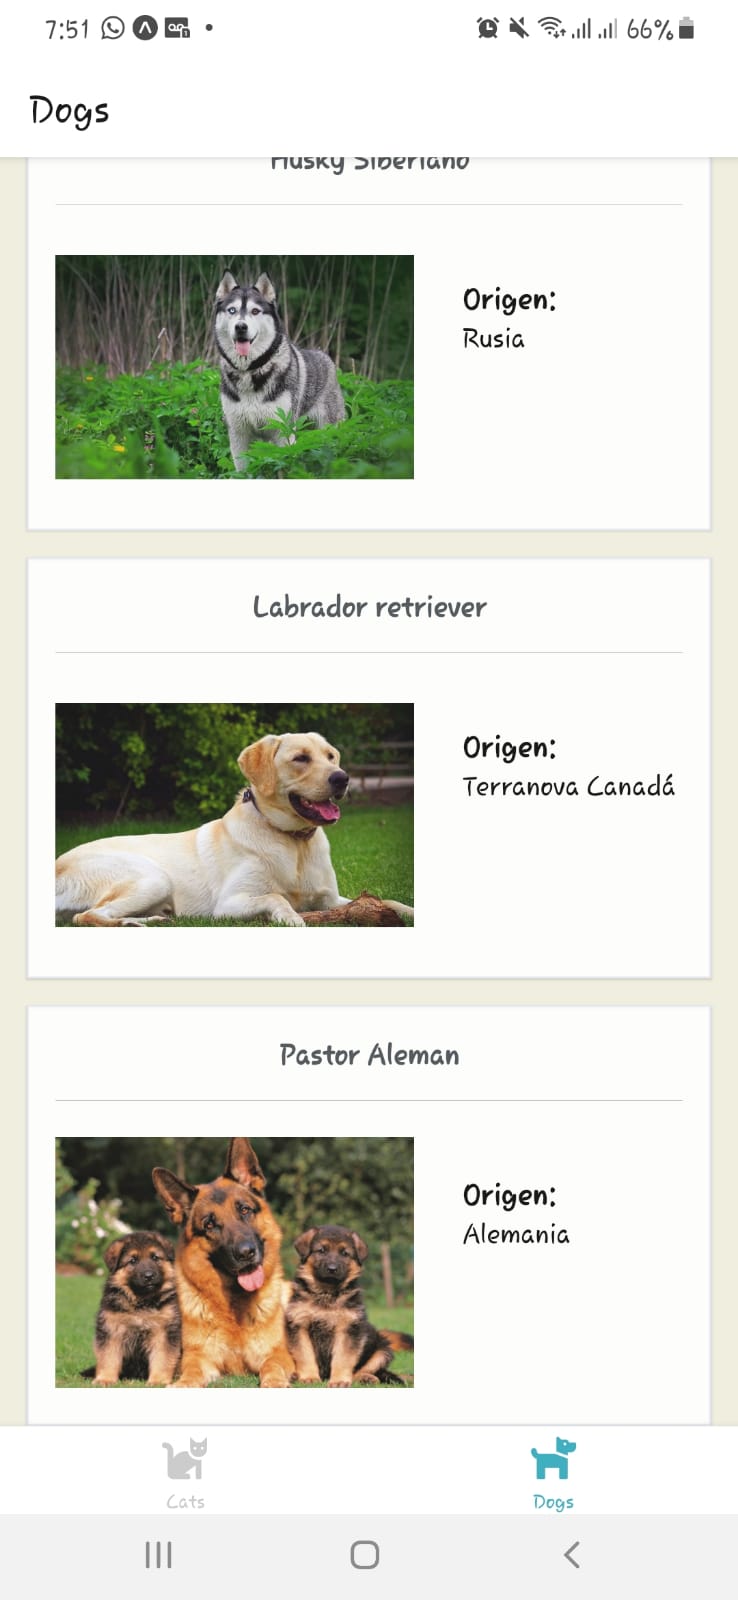 7:51
66%
Dogs
Husky Siberiano
Origen:
Rusia
Labrador retriever
Origen:
Terranova Canadá
Pastor Aleman
Origen:
Alemania
Cats
Dogs